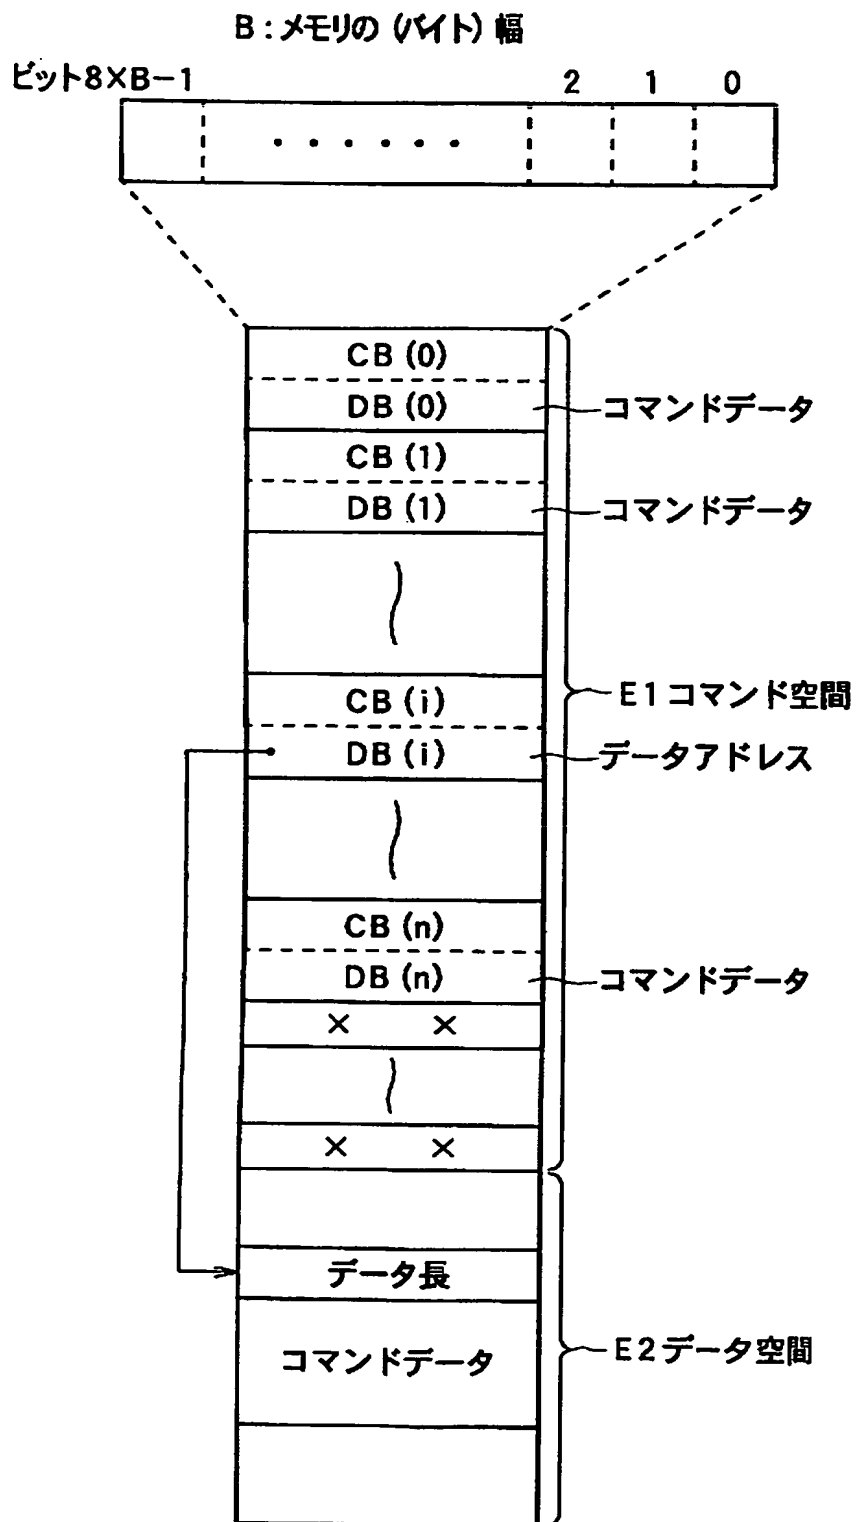 B：メモリの（バイト）幅
ビット8×B−1 2 1 0
CB(0)
DB(0) コマンドデータ
CB(1)
DB(1) コマンドデータ
CB(i)
E1コマンド空間
DB(i) データアドレス
CB(n)
DB(n) コマンドデータ
× ×
× ×
データ長
E2データ空間
コマンドデータ